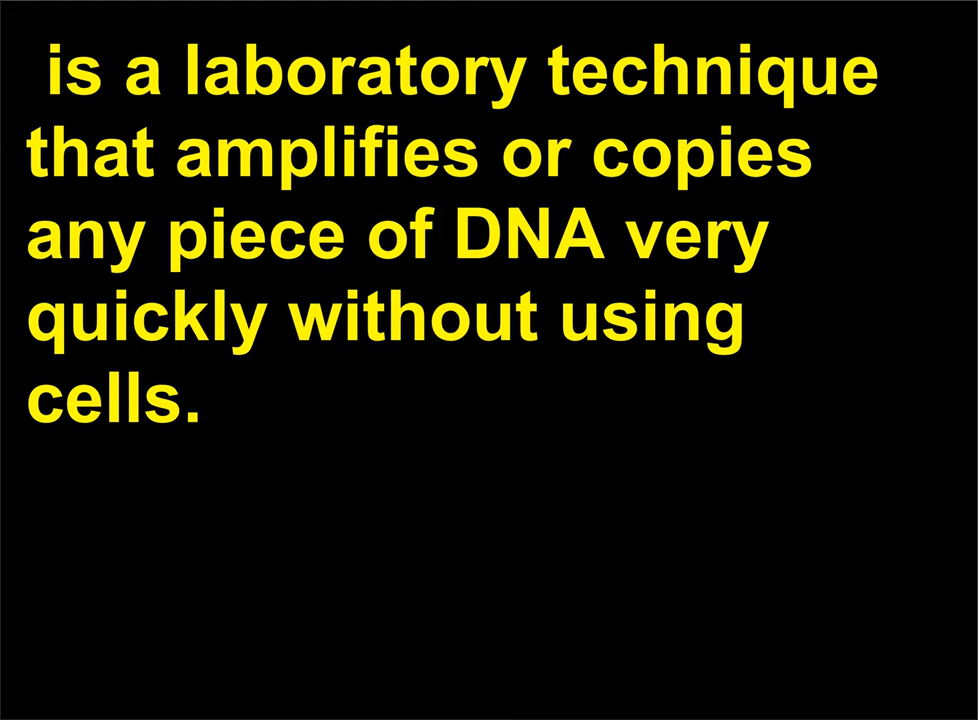 is a laboratory technique
that amplifies or copies
any piece of DNA very
quickly without using
cells.